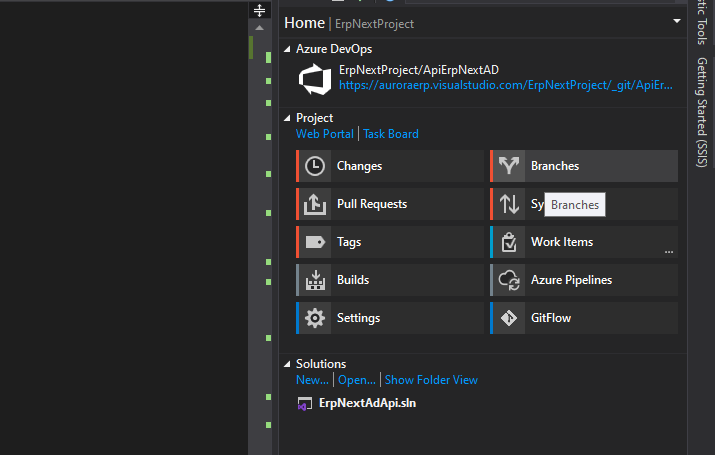 Home | ErpNextProject
Azure DevOps
ErpNextProject/ApiErpNextAD
https://auroraerp.visualstudio.com/ErpNextProject/_git/ApiEr...
Project
Web Portal | Task Board
Changes
Branches
Pull Requests
Sy
Branches
Tags
Work Items
...
Builds
Azure Pipelines
Settings
GitFlow
Solutions
New... | Open... | Show Folder View
ErpNextAdApi.sln
stic Tools
Getting Started (SSIS)